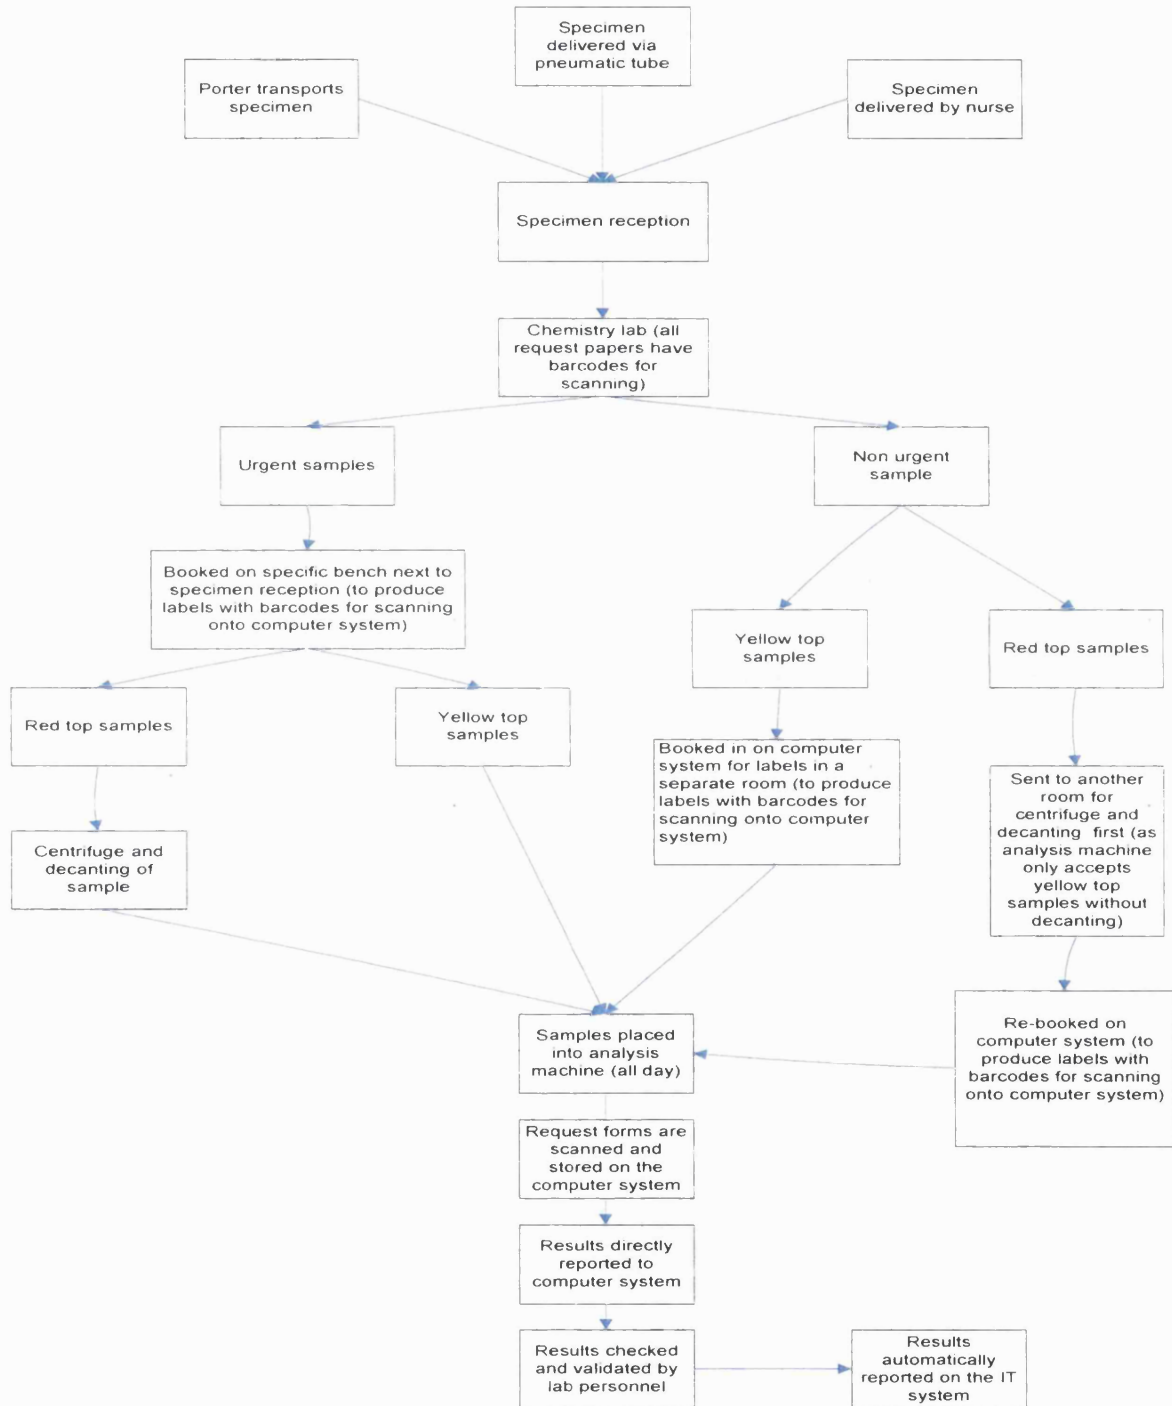 Specimen
delivered via
pneumatic tube
Porter transports
specimen
Specimen
delivered by nurse
Specimen reception
Chemistry lab (all
request papers have
barcodes for
scanning)
Urgent samples
Non urgent
sample
Booked on specific bench next to
specimen reception (to produce
labels with barcodes for scanning
onto computer system)
Yellow top
samples
Red top samples
Red top samples
Yellow top
samples
Booked in on computer
system for labels in a
separate room (to produce
labels with barcodes for
scanning onto computer
system)
Sent to another
room for
centrifuge and
decanting first (as
analysis machine
only accepts
yellow top
samples without
decanting)
Centrifuge and
decanting of
sample
Samples placed
into analysis
machine (all day)
Re-booked on
computer system (to
produce labels with
barcodes for scanning
onto computer system)
Request forms are
scanned and
stored on the
computer system
Results directly
reported to
computer system
Results checked
and validated by
lab personnel
Results
automatically
reported on the IT
system